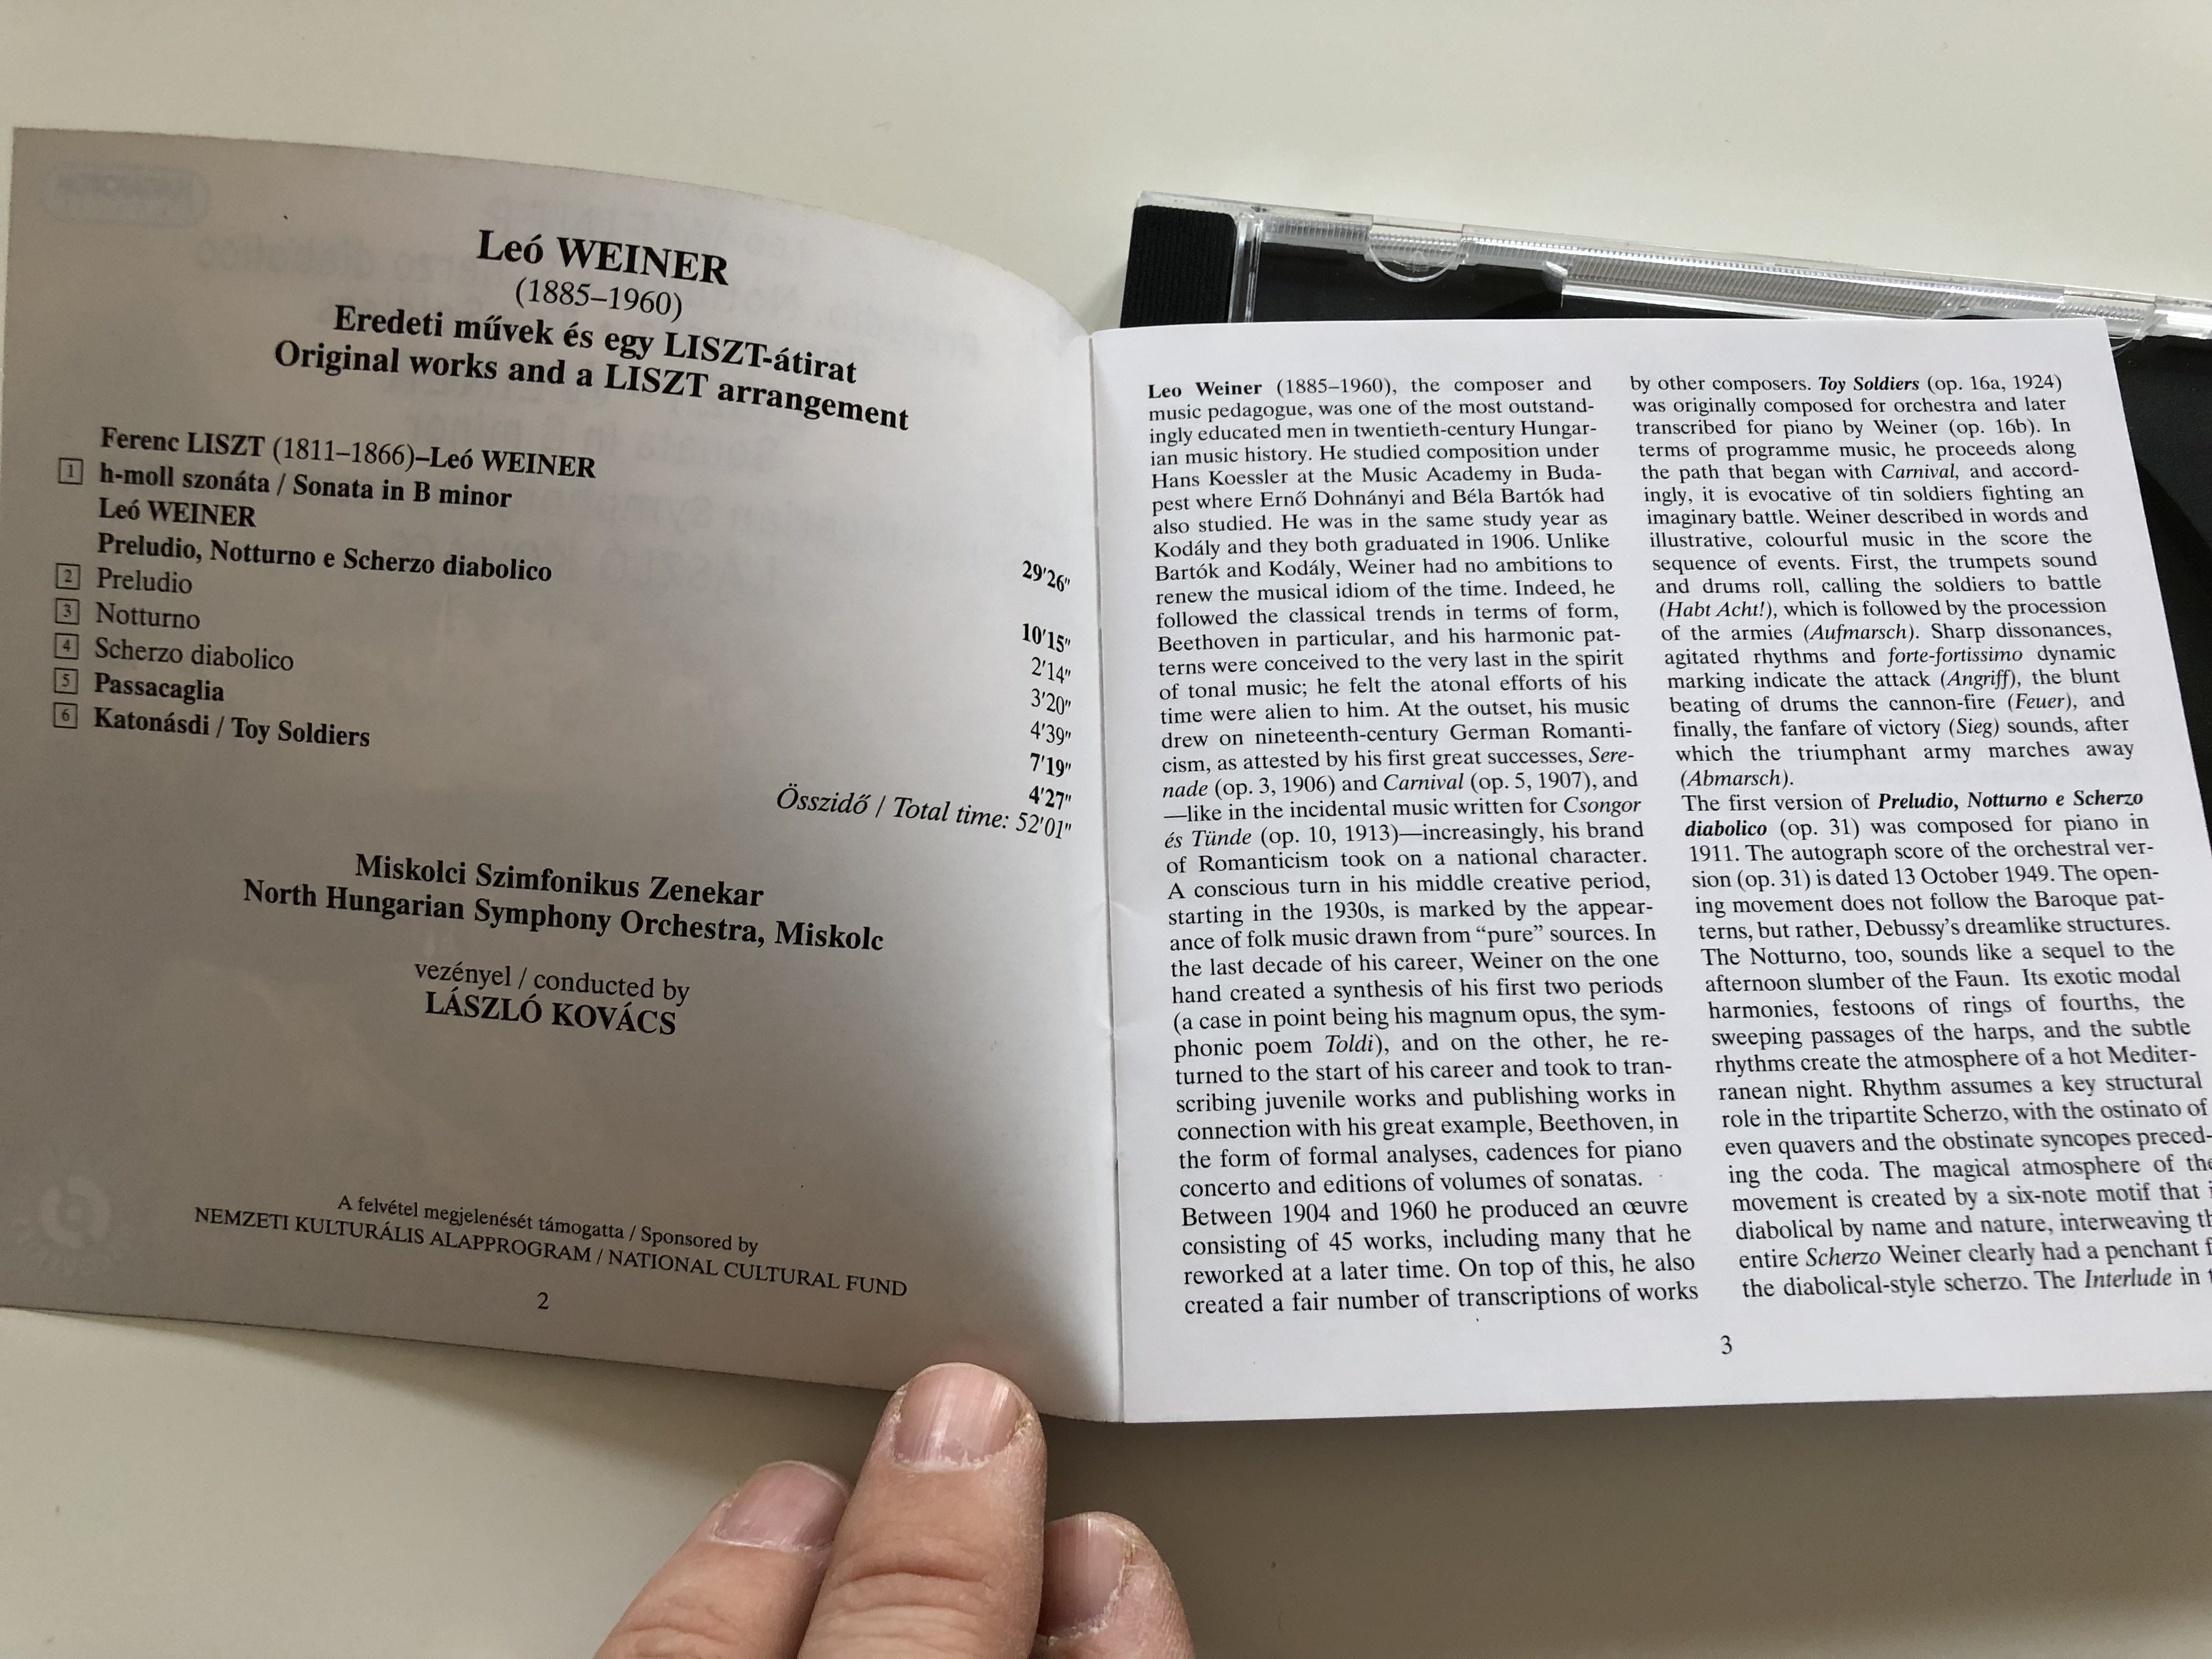 Leó WEINER
(1885–1960)
Eredeti művek és egy LISZT-átirat
Original works and a LISZT arrangement
Ferenc LISZT (1811–1866)–Leó WEINER
1 h-moll szonáta / Sonata in B minor 29'26"
Leó WEINER
Preludio, Notturno e Scherzo diabolico 10'15"
2 Preludio 2'14"
3 Notturno 3'20"
4 Scherzo diabolico 4'39"
5 Passacaglia 7'19"
6 Katonásdi / Toy Soldiers 4'27"
Összidő / Total time: 52'01"
Miskolci Szimfonikus Zenekar
North Hungarian Symphony Orchestra, Miskolc
vezényel / conducted by
LÁSZLÓ KOVÁCS
A felvétel megjelenését támogatta / Sponsored by
NEMZETI KULTURÁLIS ALAPPROGRAM / NATIONAL CULTURAL FUND
2
Leo Weiner (1885–1960), the composer and
music pedagogue, was one of the most outstand-
ingly educated men in twentieth-century Hungar-
ian music history. He studied composition under
Hans Koessler at the Music Academy in Buda-
pest where Ernő Dohnányi and Béla Bartók had
also studied. He was in the same study year as
Kodály and they both graduated in 1906. Unlike
Bartók and Kodály, Weiner had no ambitions to
renew the musical idiom of the time. Indeed, he
followed the classical trends in terms of form,
Beethoven in particular, and his harmonic pat-
terns were conceived to the very last in the spirit
of tonal music; he felt the atonal efforts of his
time were alien to him. At the outset, his music
drew on nineteenth-century German Romanti-
cism, as attested by his first great successes, Sere-
nade (op. 3, 1906) and Carnival (op. 5, 1907), and
—like in the incidental music written for Csongor
és Tünde (op. 10, 1913)—increasingly, his brand
of Romanticism took on a national character.
A conscious turn in his middle creative period,
starting in the 1930s, is marked by the appear-
ance of folk music drawn from “pure” sources. In
the last decade of his career, Weiner on the one
hand created a synthesis of his first two periods
(a case in point being his magnum opus, the sym-
phonic poem Toldi), and on the other, he re-
turned to the start of his career and took to tran-
scribing juvenile works and publishing works in
connection with his great example, Beethoven, in
the form of formal analyses, cadences for piano
concerto and editions of volumes of sonatas.
Between 1904 and 1960 he produced an œuvre
consisting of 45 works, including many that he
reworked at a later time. On top of this, he also
created a fair number of transcriptions of works
by other composers. Toy Soldiers (op. 16a, 1924)
was originally composed for orchestra and later
transcribed for piano by Weiner (op. 16b). In
terms of programme music, he proceeds along
the path that began with Carnival, and accord-
ingly, it is evocative of tin soldiers fighting an
imaginary battle. Weiner described in words and
illustrative, colourful music in the score the
sequence of events. First, the trumpets sound
and drums roll, calling the soldiers to battle
(Habt Acht!), which is followed by the procession
of the armies (Aufmarsch). Sharp dissonances,
agitated rhythms and forte-fortissimo dynamic
marking indicate the attack (Angriff), the blunt
beating of drums the cannon-fire (Feuer), and
finally, the fanfare of victory (Sieg) sounds, after
which the triumphant army marches away
(Abmarsch).
The first version of Preludio, Notturno e Scherzo
diabolico (op. 31) was composed for piano in
1911. The autograph score of the orchestral ver-
sion (op. 31) is dated 13 October 1949. The open-
ing movement does not follow the Baroque pat-
terns, but rather, Debussy's dreamlike structures.
The Notturno, too, sounds like a sequel to the
afternoon slumber of the Faun. Its exotic modal
harmonies, festoons of rings of fourths, the
sweeping passages of the harps, and the subtle
rhythms create the atmosphere of a hot Mediter-
ranean night. Rhythm assumes a key structural
role in the tripartite Scherzo, with the ostinato of
even quavers and the obstinate syncopes preced-
ing the coda. The magical atmosphere of the
movement is created by a six-note motif that
diabolical by name and nature, interweaving
entire Scherzo Weiner clearly had a penchant
the diabolical-style scherzo. The Interlude in
3